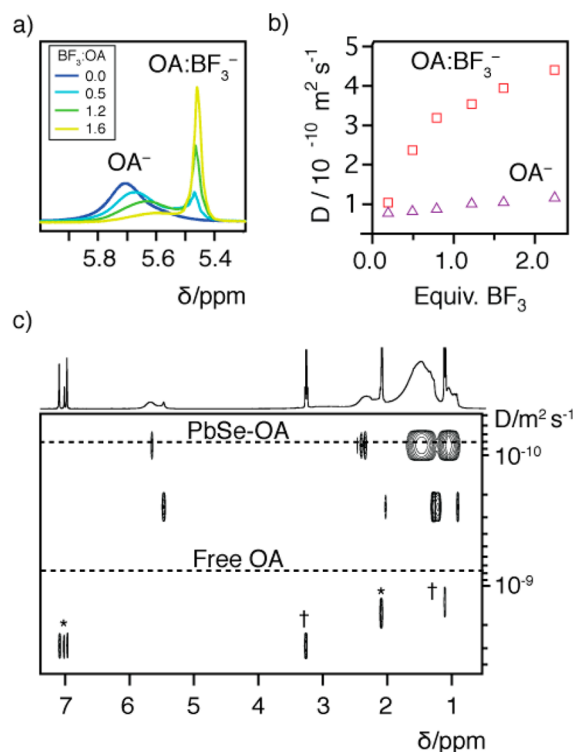 a)
BF₃:OA
0.0
0.5
1.2
1.6
OA:BF₃⁻
OA⁻
5.8 5.6 5.4
δ/ppm
b)
D / 10⁻¹⁰ m² s⁻¹
5
4
3
2
1
OA:BF₃⁻
OA⁻
0.0 1.0 2.0
Equiv. BF₃
c)
D/m² s⁻¹
PbSe-OA
10⁻¹⁰
Free OA
10⁻⁹
* † * †
7 6 5 4 3 2 1
δ/ppm